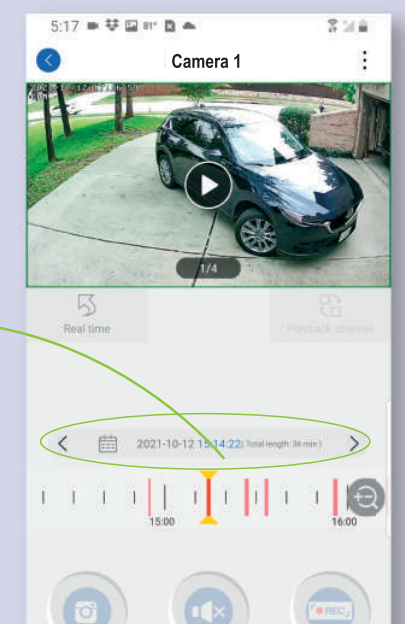 5:17 81°
Camera 1
1/4
Real time
Playback channel
2021-10-12 15:14:22( Total length: 36 min )
15:00 16:00
REC